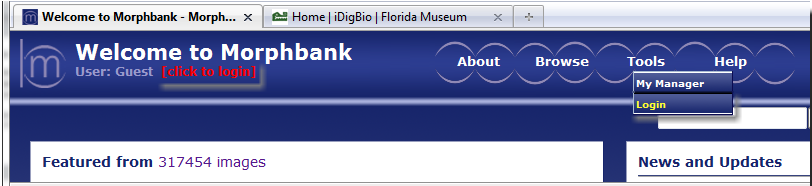 Welcome to Morphbank - Morph...
Home | iDigBio | Florida Museum
m
Welcome to Morphbank
User: Guest [click to login]
About Browse Tools Help
My Manager
Login
Featured from 317454 images
News and Updates